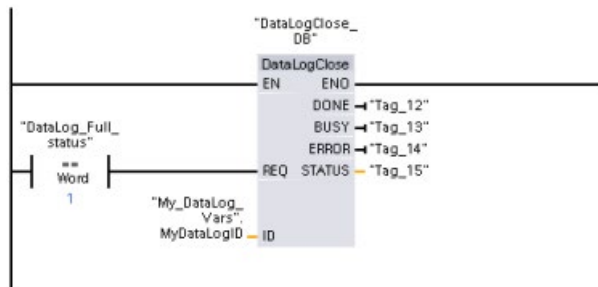 "DataLogClose_
DB"
DataLogClose
EN ENO
DONE "Tag_12"
BUSY "Tag_13"
ERROR "Tag_14"
"DataLog_Full_
status"
==
Word
1
REQ STATUS "Tag_15"
"My_DataLog_
Vars".
MyDataLogID ID